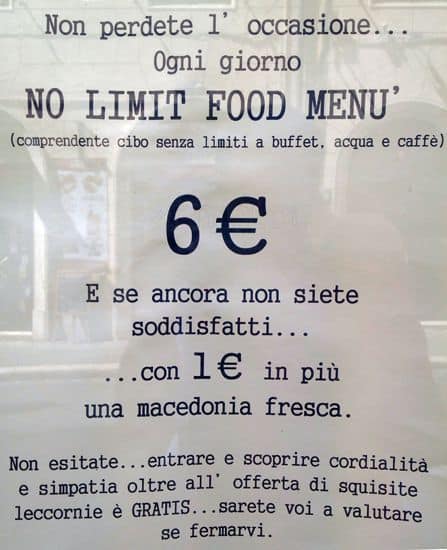 Non perdete l' occasione...
Ogni giorno
NO LIMIT FOOD MENU'
(comprendente cibo senza limiti a buffet, acqua e caffè)
6€
E se ancora non siete
soddisfatti...
...con 1€ in più
una macedonia fresca.
Non esitate...entrare e scoprire cordialità
e simpatia oltre all' offerta di squisite
leccornie è GRATIS...sarete voi a valutare
se fermarvi.